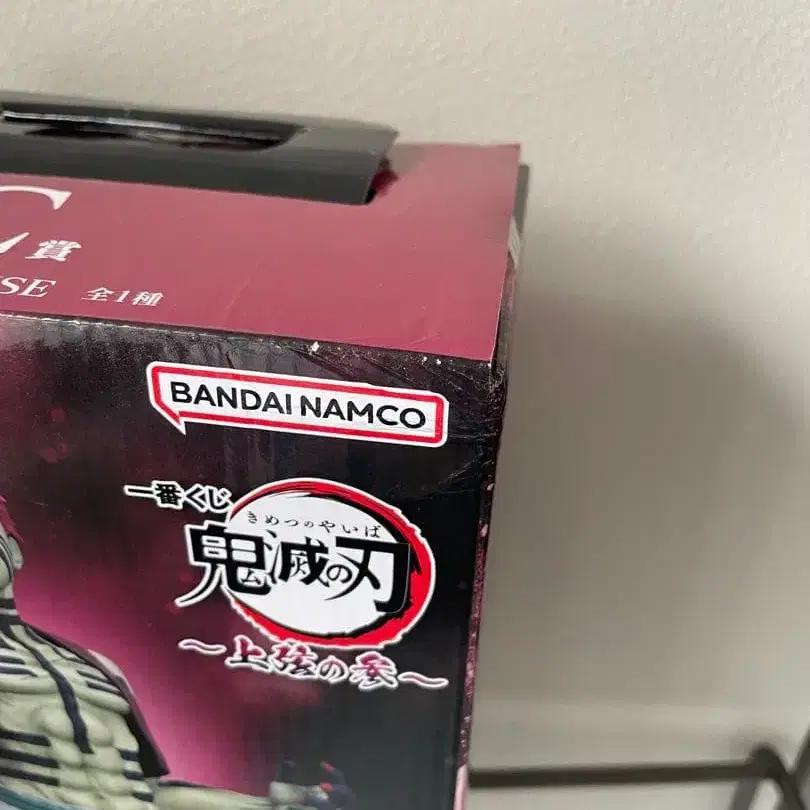 C賞
SE 全1種
BANDAI NAMCO
一番くじ
きめつのやいば
鬼滅の刃
～上弦の参～